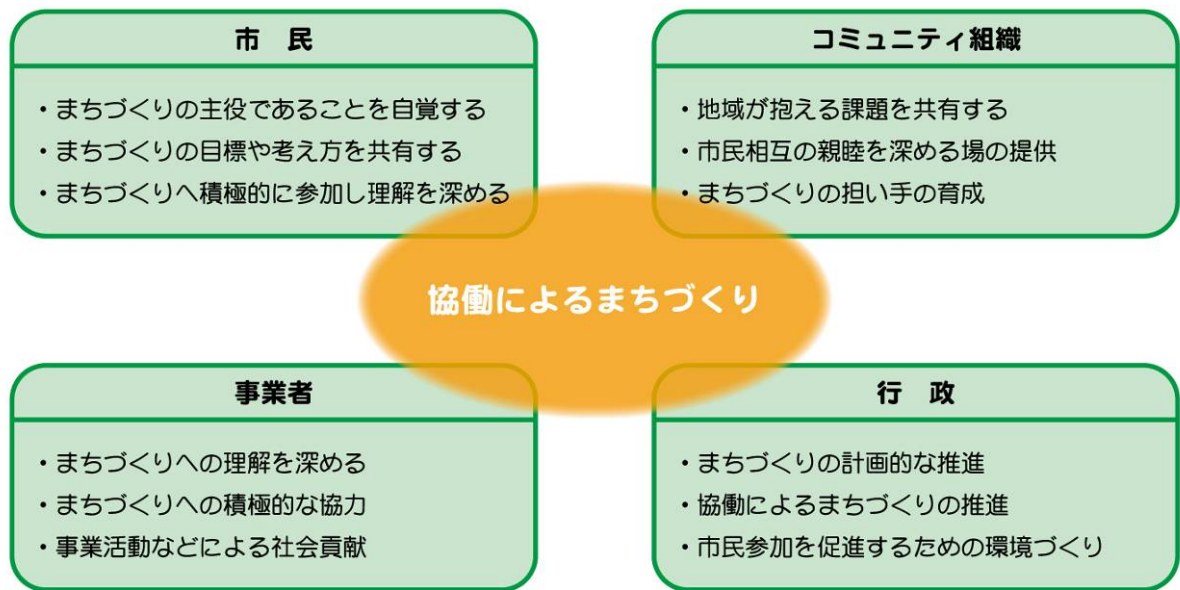 市　民
・まちづくりの主役であることを自覚する
・まちづくりの目標や考え方を共有する
・まちづくりへ積極的に参加し理解を深める
コミュニティ組織
・地域が抱える課題を共有する
・市民相互の親睦を深める場の提供
・まちづくりの担い手の育成
協働によるまちづくり
事業者
・まちづくりへの理解を深める
・まちづくりへの積極的な協力
・事業活動などによる社会貢献
行　政
・まちづくりの計画的な推進
・協働によるまちづくりの推進
・市民参加を促進するための環境づくり